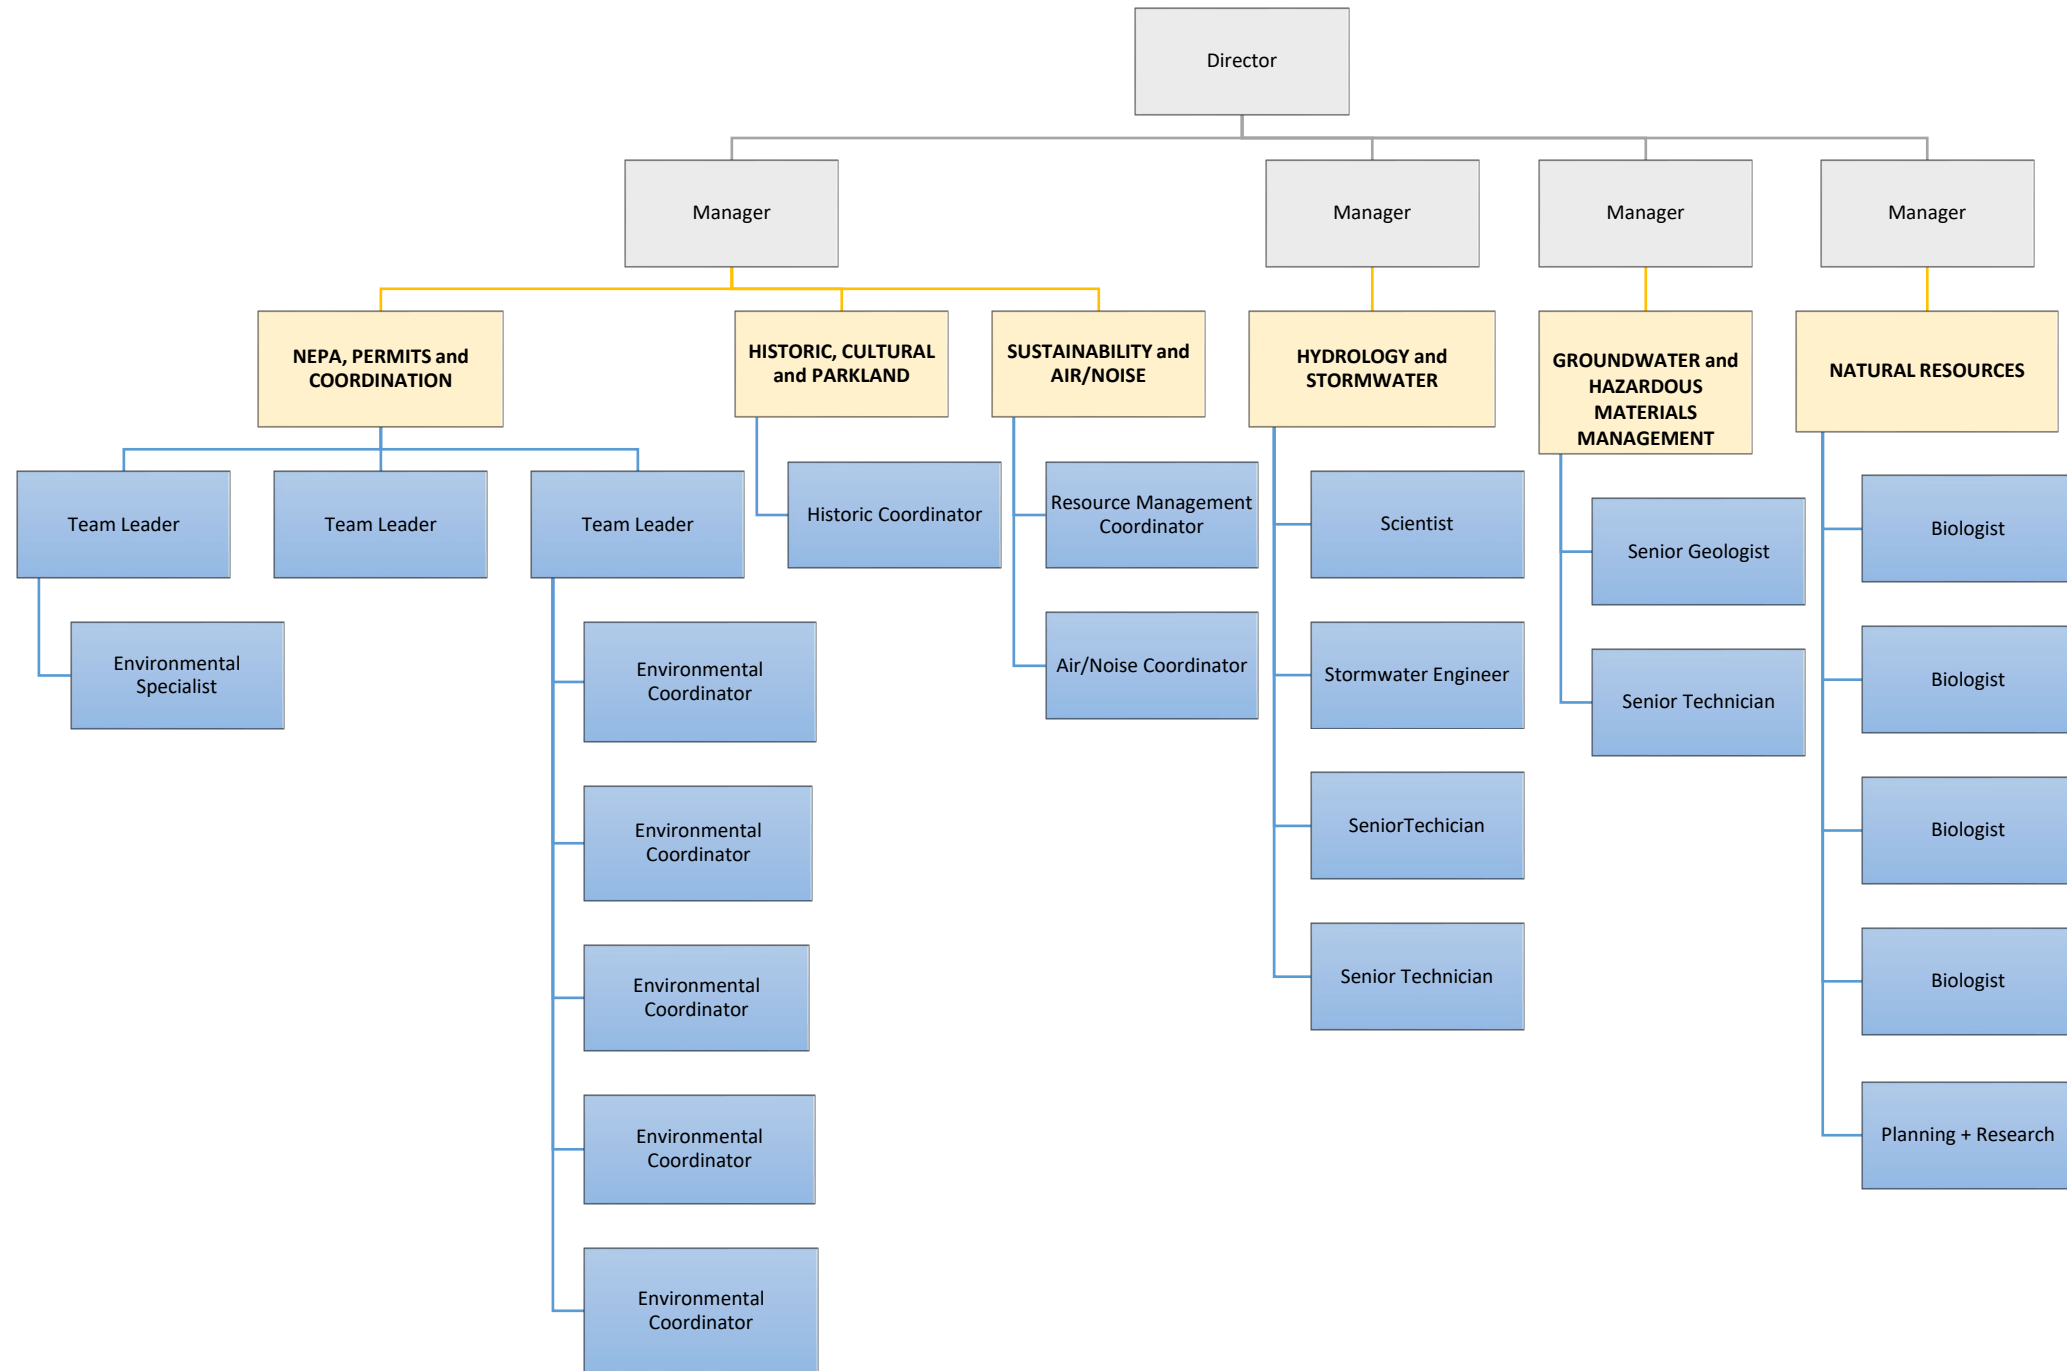 Director
Manager
Manager
Manager
Manager
NEPA, PERMITS and
COORDINATION
HISTORIC, CULTURAL
and PARKLAND
SUSTAINABILITY and
AIR/NOISE
HYDROLOGY and
STORMWATER
GROUNDWATER and
HAZARDOUS
MATERIALS
MANAGEMENT
NATURAL RESOURCES
Team Leader
Team Leader
Team Leader
Environmental
Specialist
Environmental
Coordinator
Environmental
Coordinator
Environmental
Coordinator
Environmental
Coordinator
Environmental
Coordinator
Historic Coordinator
Resource Management
Coordinator
Air/Noise Coordinator
Scientist
Stormwater Engineer
SeniorTechician
Senior Technician
Senior Geologist
Senior Technician
Biologist
Biologist
Biologist
Biologist
Planning + Research